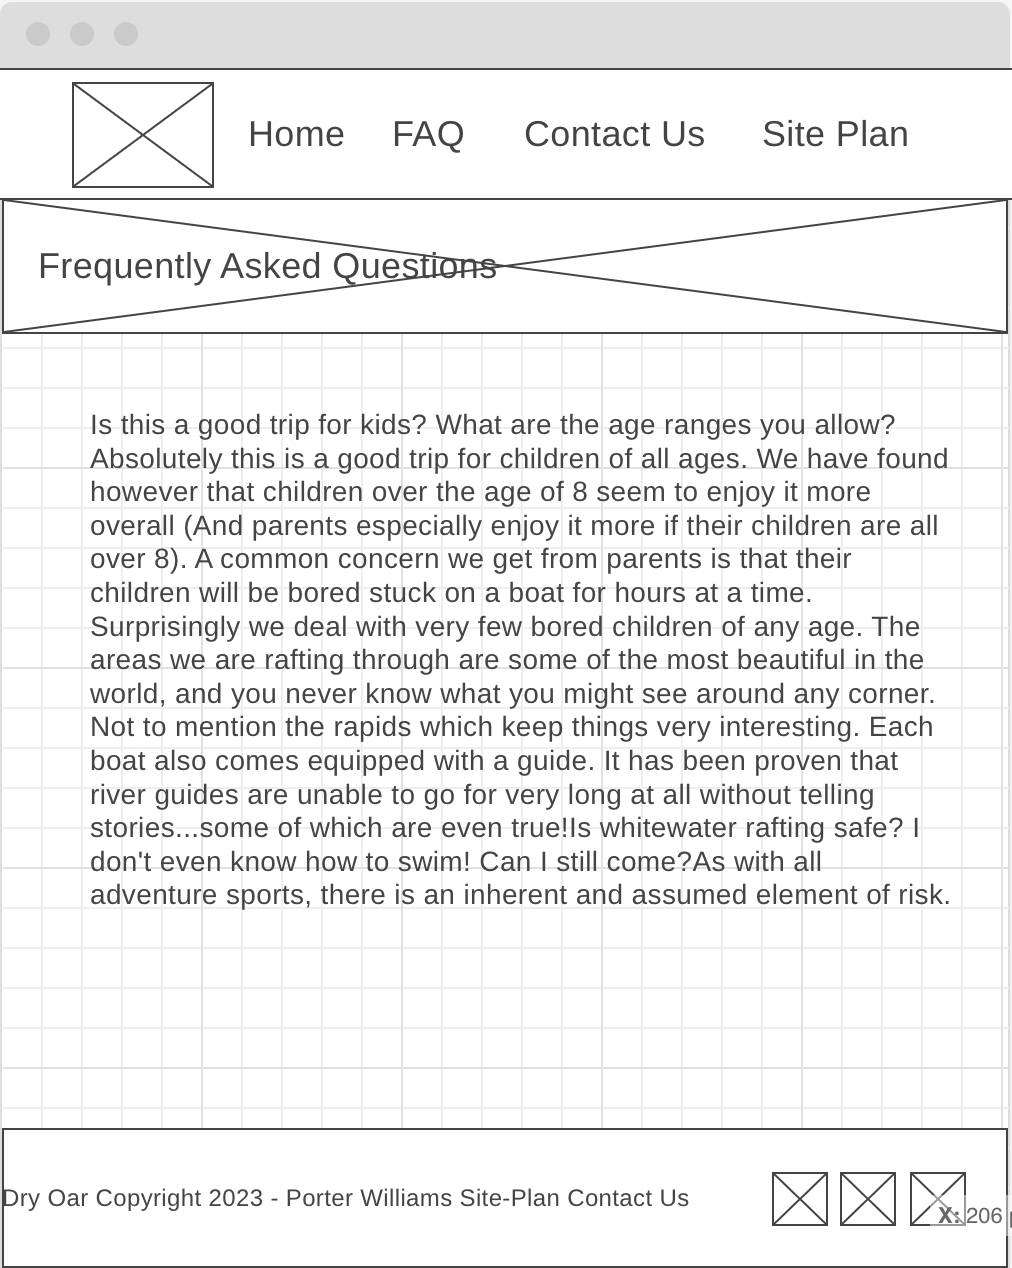 Home FAQ Contact Us Site Plan
Frequently Asked Questions
Is this a good trip for kids? What are the age ranges you allow?
Absolutely this is a good trip for children of all ages. We have found
however that children over the age of 8 seem to enjoy it more
overall (And parents especially enjoy it more if their children are all
over 8). A common concern we get from parents is that their
children will be bored stuck on a boat for hours at a time.
Surprisingly we deal with very few bored children of any age. The
areas we are rafting through are some of the most beautiful in the
world, and you never know what you might see around any corner.
Not to mention the rapids which keep things very interesting. Each
boat also comes equipped with a guide. It has been proven that
river guides are unable to go for very long at all without telling
stories...some of which are even true!Is whitewater rafting safe? I
don't even know how to swim! Can I still come?As with all
adventure sports, there is an inherent and assumed element of risk.
Dry Oar Copyright 2023 - Porter Williams Site-Plan Contact Us
X: 206